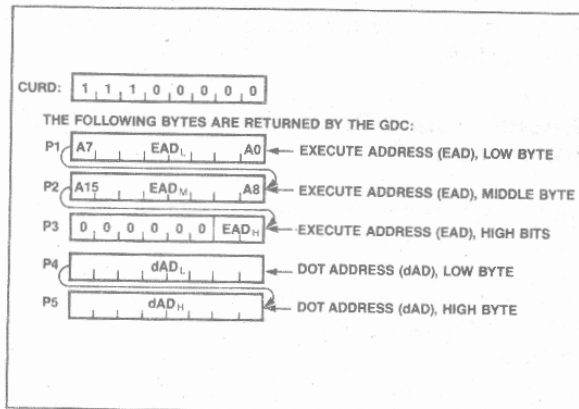 CURD: 1 1 1 0 0 0 0 0
THE FOLLOWING BYTES ARE RETURNED BY THE GDC:
P1 A7 EADL A0 EXECUTE ADDRESS (EAD), LOW BYTE
P2 A15 EADM A8 EXECUTE ADDRESS (EAD), MIDDLE BYTE
P3 0 0 0 0 0 0 EADH EXECUTE ADDRESS (EAD), HIGH BITS
P4 dADL DOT ADDRESS (dAD), LOW BYTE
P5 dADH DOT ADDRESS (dAD), HIGH BYTE